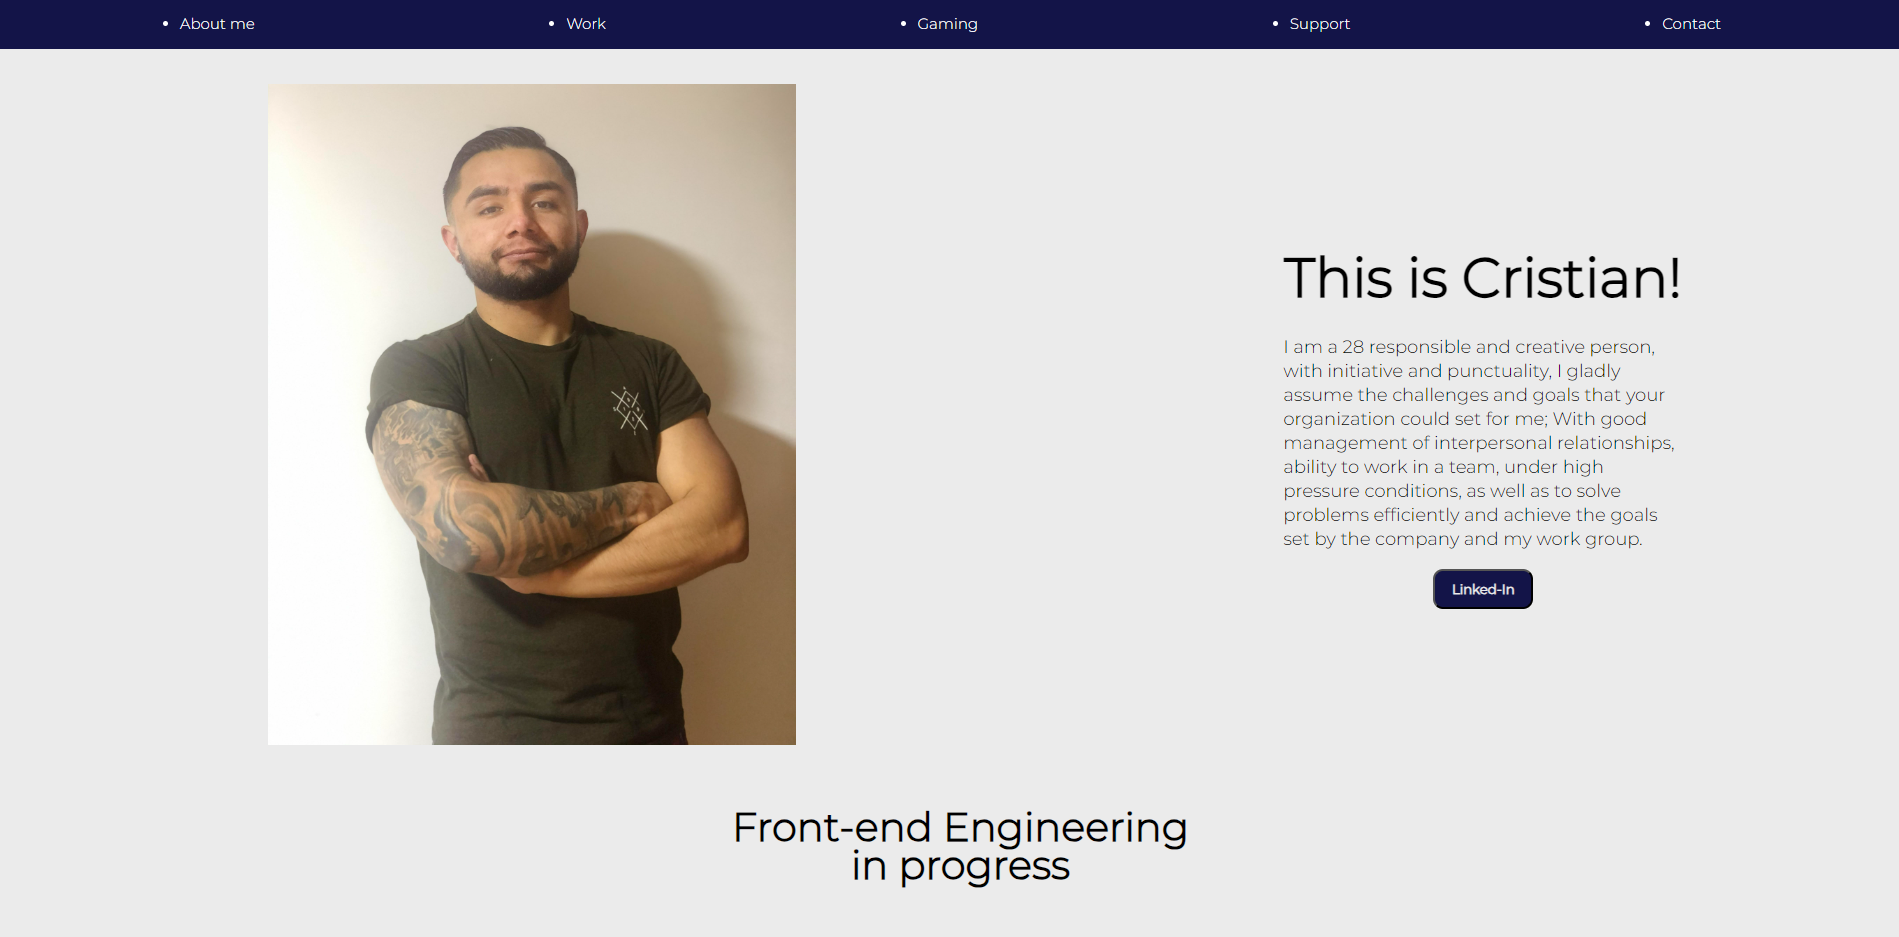 About me
Work
Gaming
Support
Contact
This is Cristian!
I am a 28 responsible and creative person,
with initiative and punctuality, I gladly
assume the challenges and goals that your
organization could set for me; With good
management of interpersonal relationships,
ability to work in a team, under high
pressure conditions, as well as to solve
problems efficiently and achieve the goals
set by the company and my work group.
Linked-In
Front-end Engineering
in progress